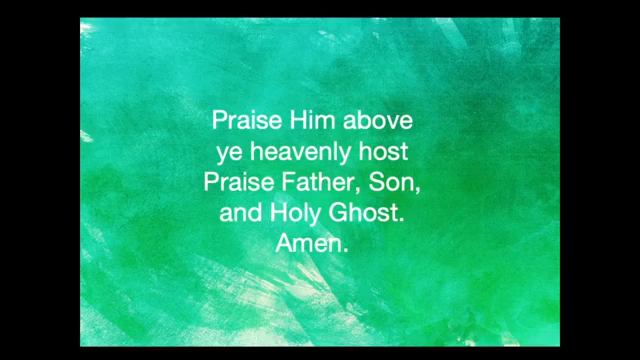 Praise Him above
ye heavenly host
Praise Father, Son,
and Holy Ghost.
Amen.